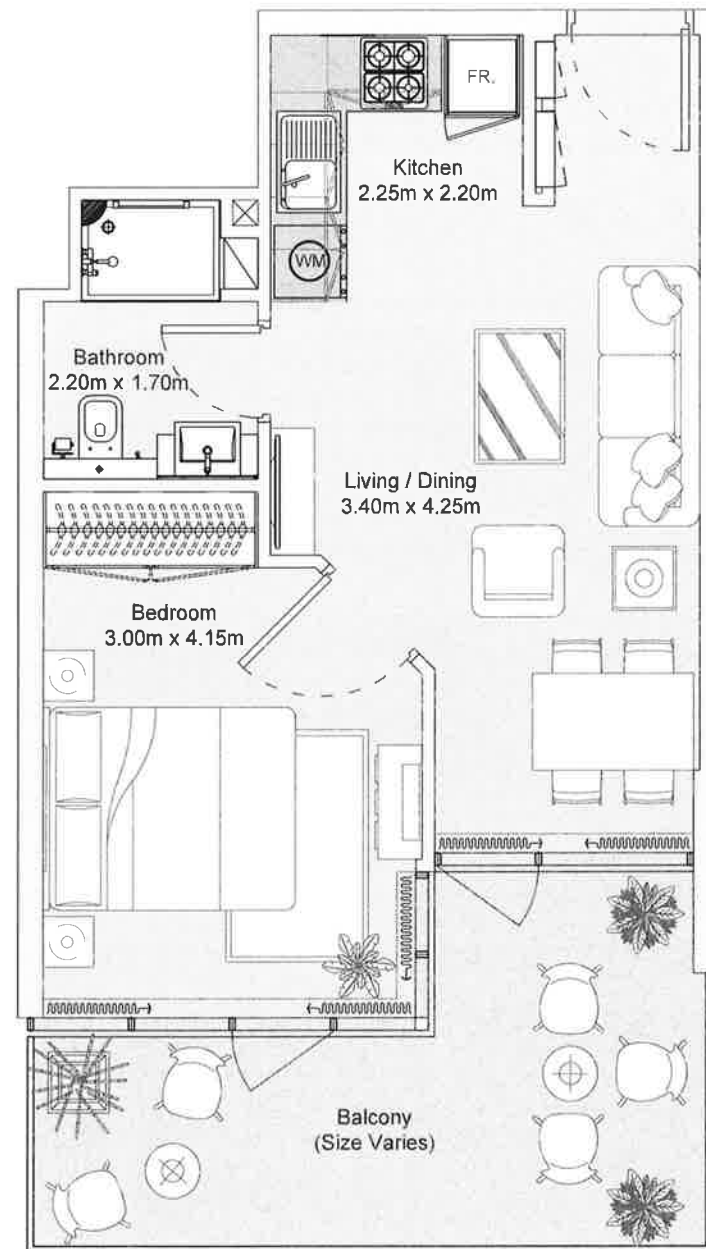 FR.
Kitchen
2.25m x 2.20m
WM
Bathroom
2.20m x 1.70m
Living / Dining
3.40m x 4.25m
Bedroom
3.00m x 4.15m
Balcony
(Size Varies)